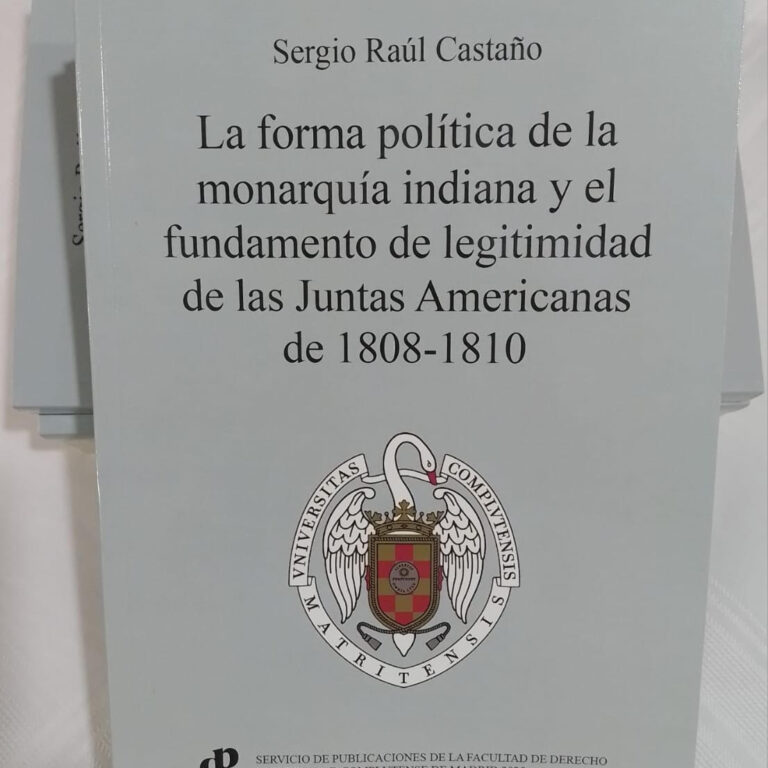 Sergio Raúl Castaño
La forma política de la
monarquía indiana y el
fundamento de legitimidad
de las Juntas Americanas
de 1808-1810
VNIVERSITAS
COMPLVTENSIS
MATRITENSIS
SERVICIO DE PUBLICACIONES DE LA FACULTAD DE DERECHO